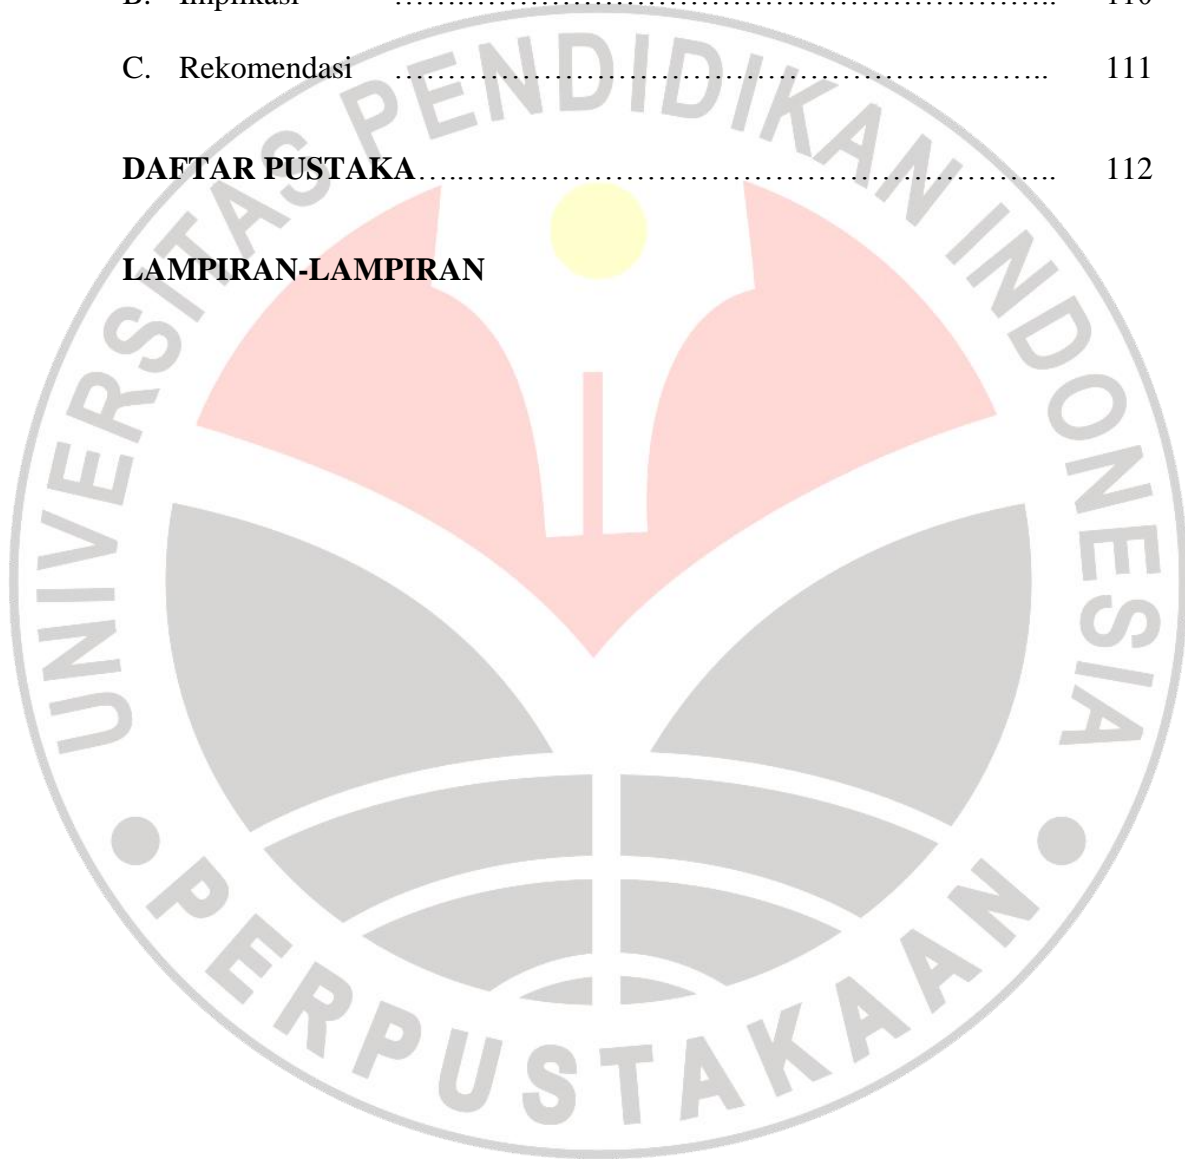 B. Implikasi ……………………………………………………….. 110
C. Rekomendasi ……………………………………………………….. 111
DAFTAR PUSTAKA…..……………………………………………….. 112
LAMPIRAN-LAMPIRAN
UNIVERSITAS PENDIDIKAN INDONESIA
PERPUSTAKAAN